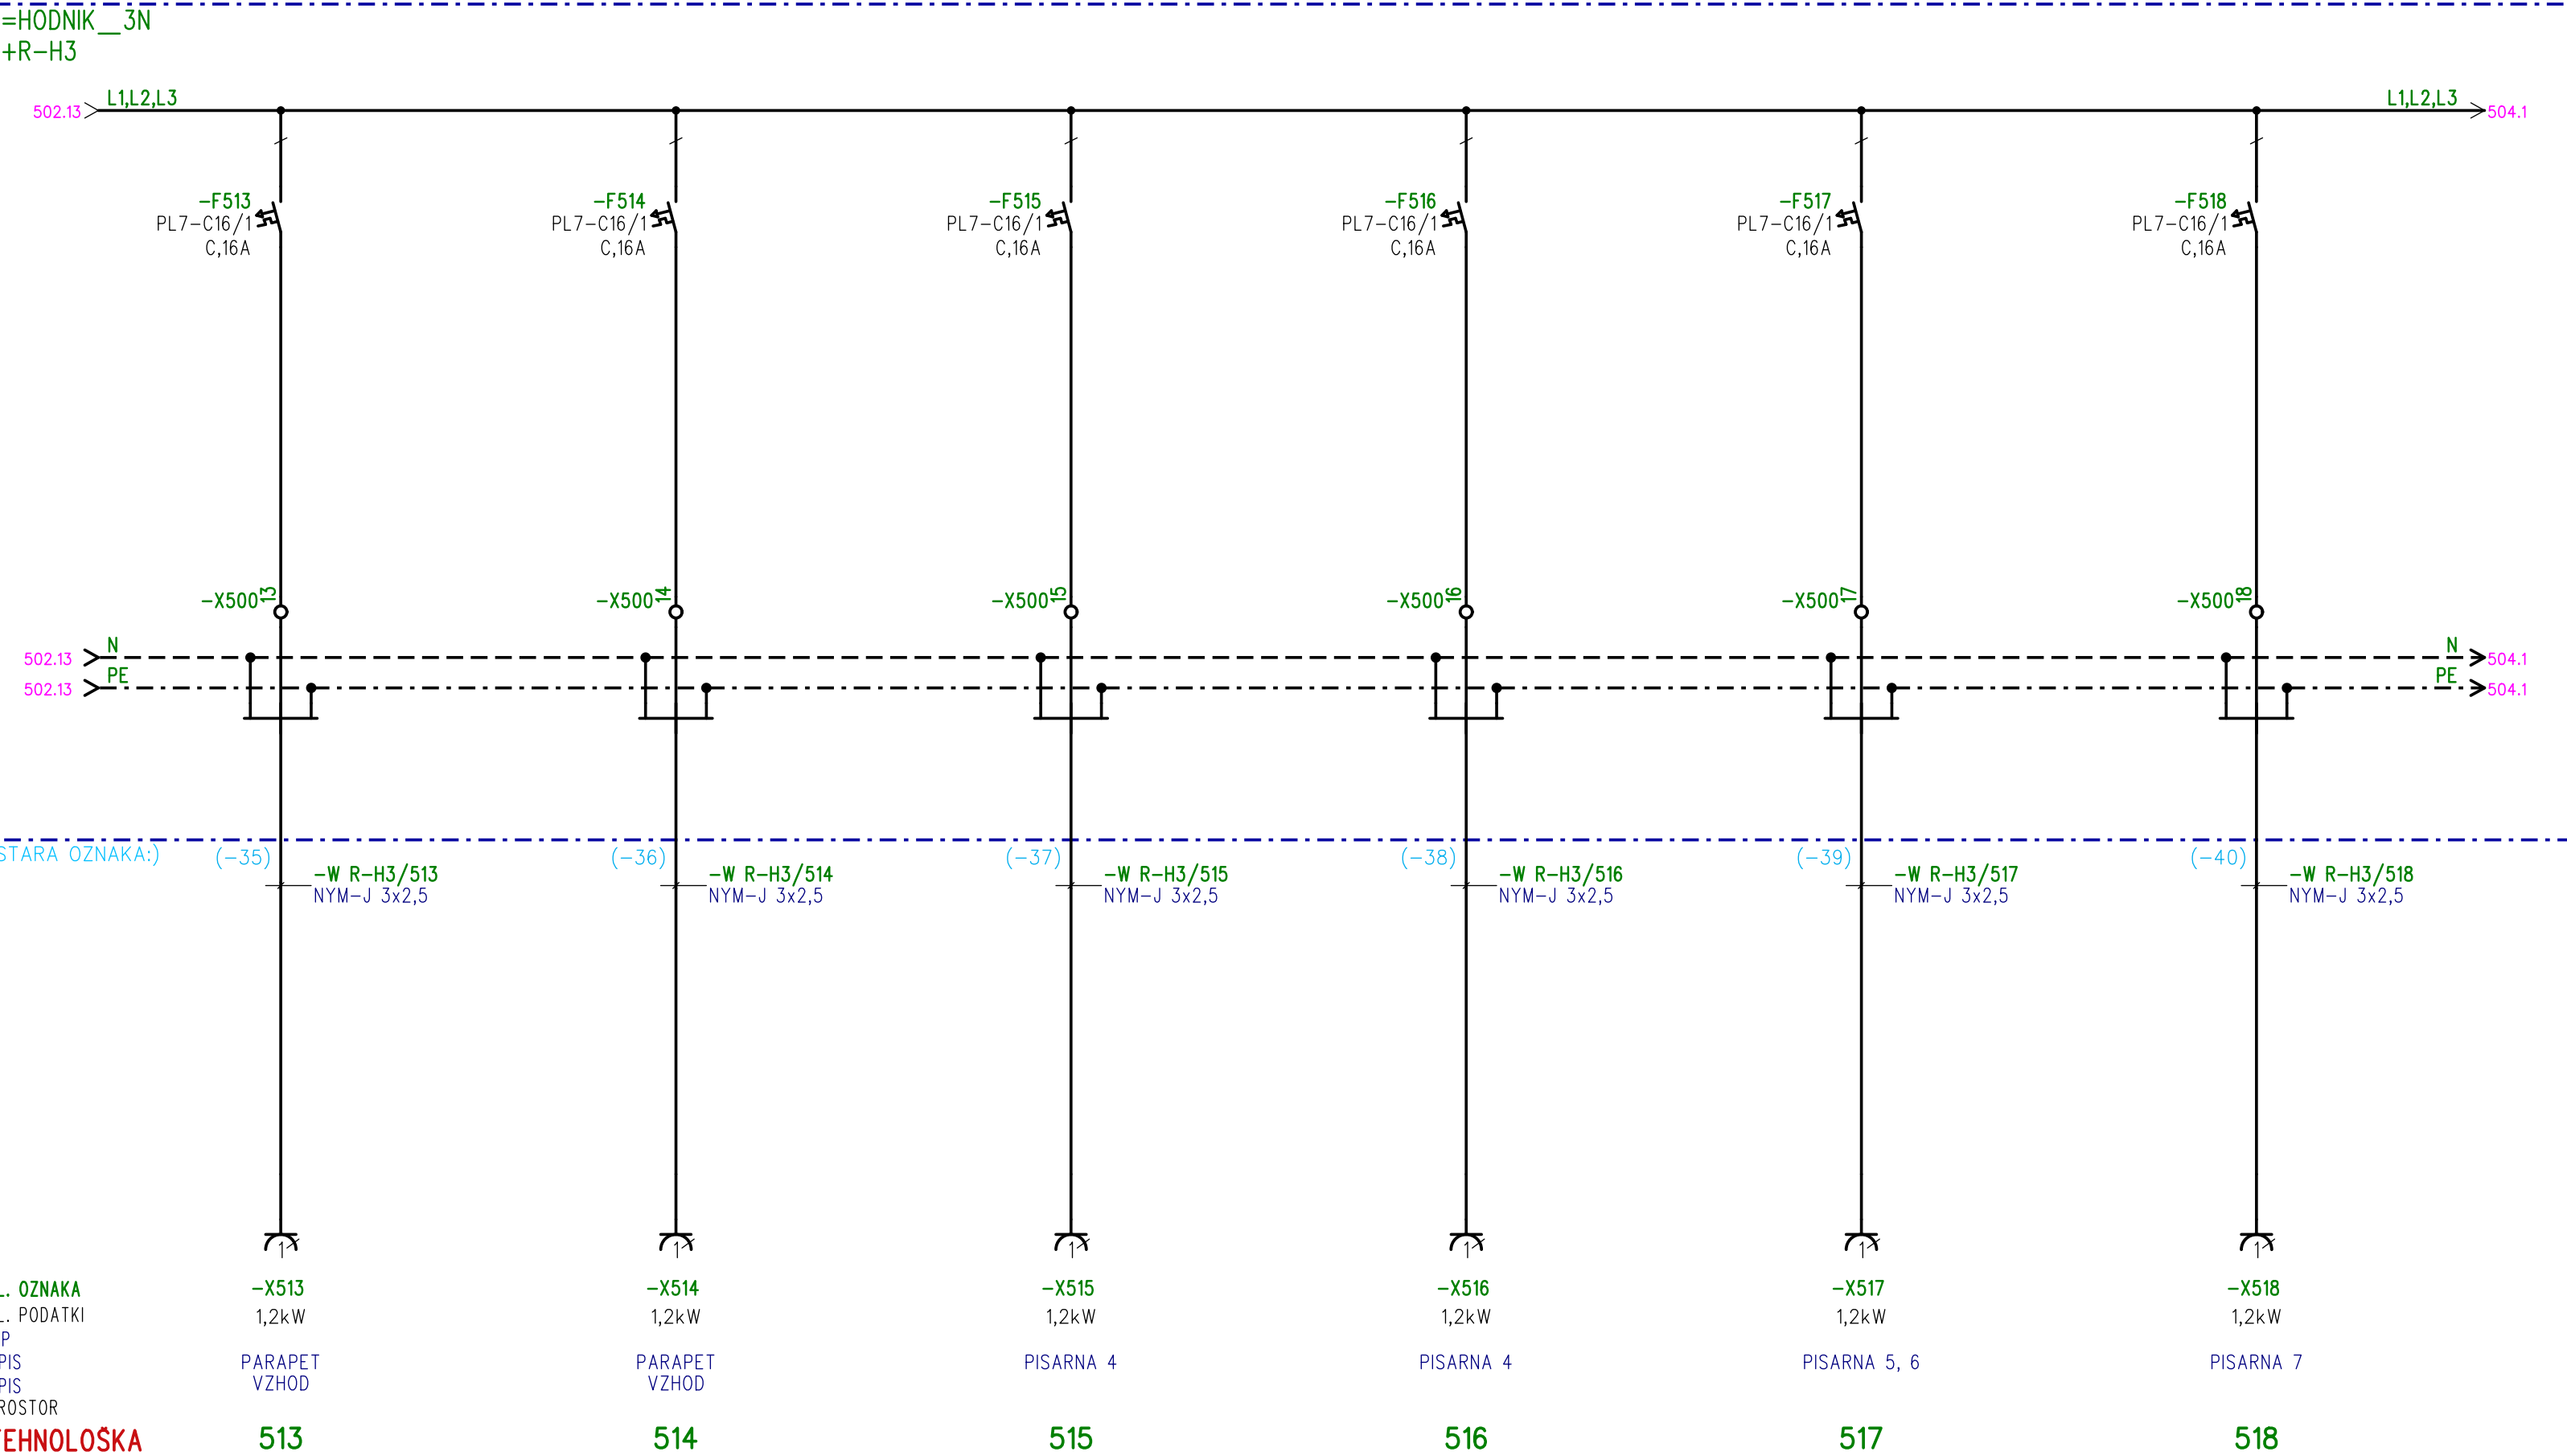 =HODNIK__3N
+R-H3
502.13 L1,L2,L3 L1,L2,L3 504.1
-F513 -F514 -F515 -F516 -F517 -F518
PL7-C16/1 PL7-C16/1 PL7-C16/1 PL7-C16/1 PL7-C16/1 PL7-C16/1
C,16A C,16A C,16A C,16A C,16A C,16A
-X500 13 -X500 14 -X500 15 -X500 16 -X500 17 -X500 18
502.13 N N 504.1
502.13 PE PE 504.1
STARA OZNAKA:) (-35) (-36) (-37) (-38) (-39) (-40)
-W R-H3/513 -W R-H3/514 -W R-H3/515 -W R-H3/516 -W R-H3/517 -W R-H3/518
NYM-J 3x2,5 NYM-J 3x2,5 NYM-J 3x2,5 NYM-J 3x2,5 NYM-J 3x2,5 NYM-J 3x2,5
1 1 1 1 1 1
L. OZNAKA -X513 -X514 -X515 -X516 -X517 -X518
L. PODATKI 1,2kW 1,2kW 1,2kW 1,2kW 1,2kW 1,2kW
P
PIS PARAPET PARAPET PISARNA 4 PISARNA 4 PISARNA 5, 6 PISARNA 7
PIS VZHOD VZHOD
ROSTOR
TEHNOLOŠKA 513 514 515 516 517 518